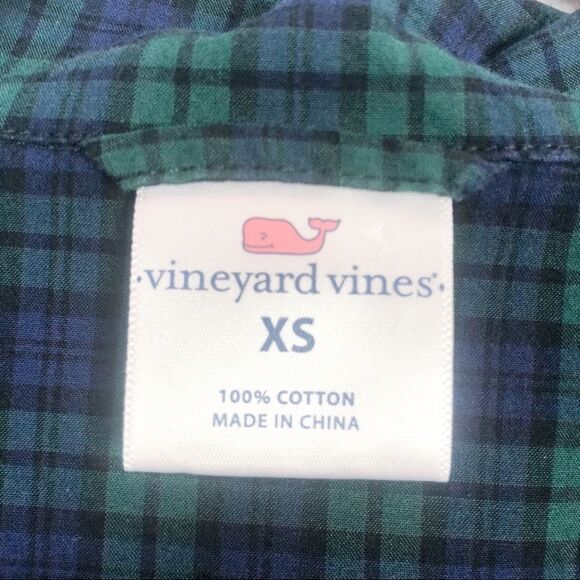 vineyard vines
XS
100% COTTON
MADE IN CHINA